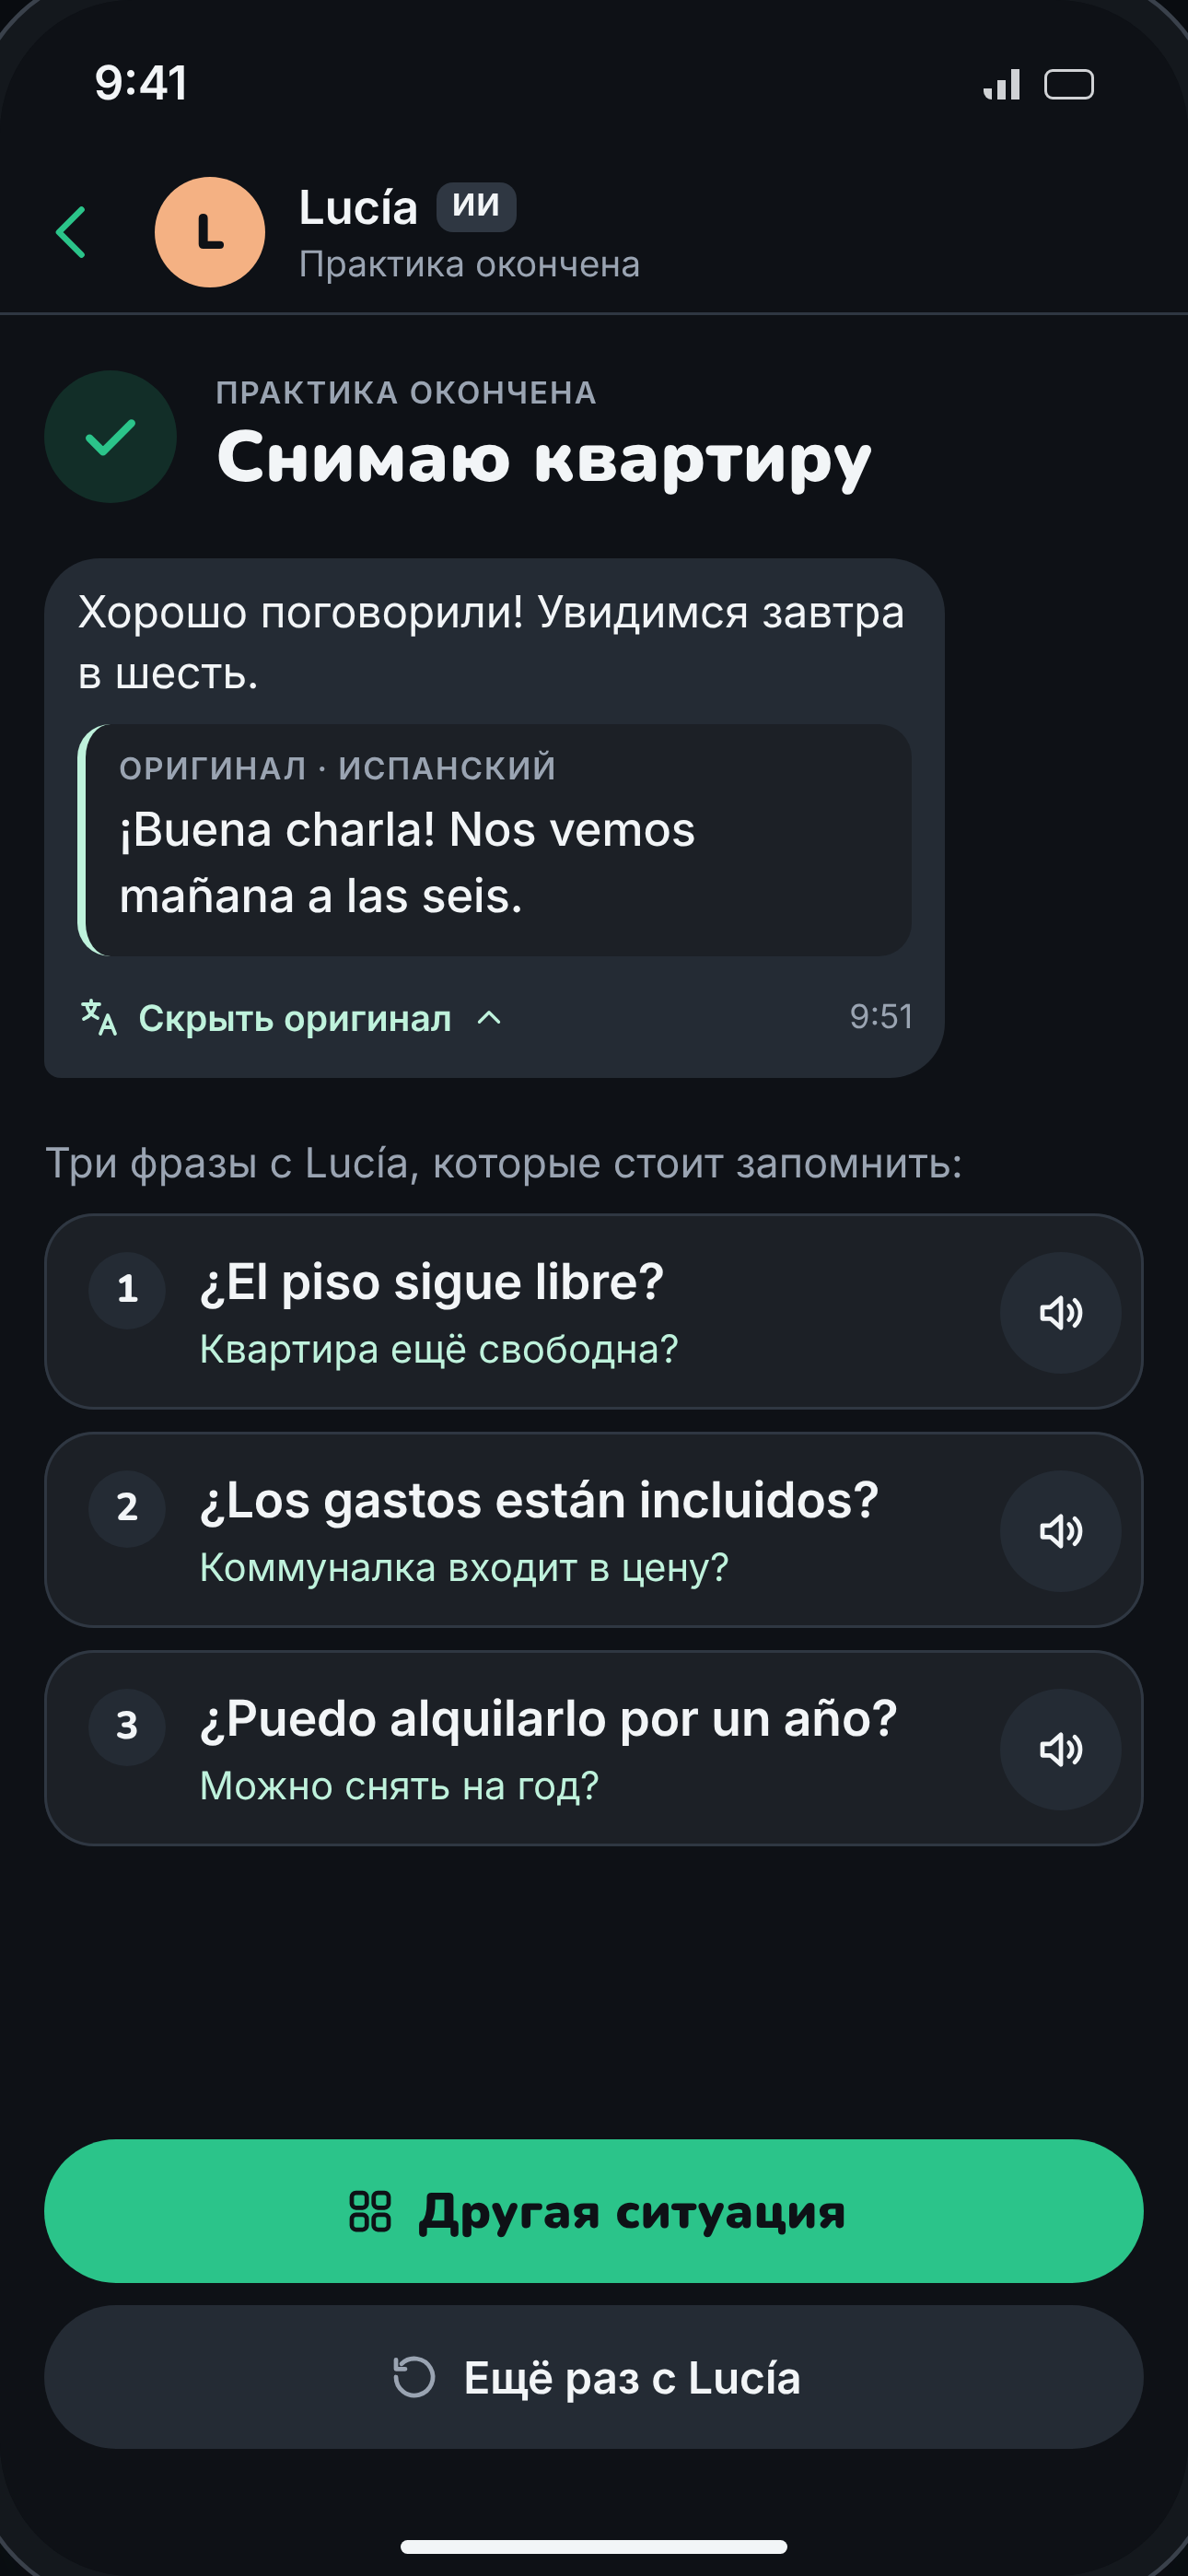 9:41
L
Lucía ИИ
Практика окончена
ПРАКТИКА ОКОНЧЕНА
Снимаю квартиру
Хорошо поговорили! Увидимся завтра
в шесть.
ОРИГИНАЛ · ИСПАНСКИЙ
¡Buena charla! Nos vemos
mañana a las seis.
Скрыть оригинал 9:51
Три фразы с Lucía, которые стоит запомнить:
1 ¿El piso sigue libre?
Квартира ещё свободна?
2 ¿Los gastos están incluidos?
Коммуналка входит в цену?
3 ¿Puedo alquilarlo por un año?
Можно снять на год?
Другая ситуация
Ещё раз с Lucía